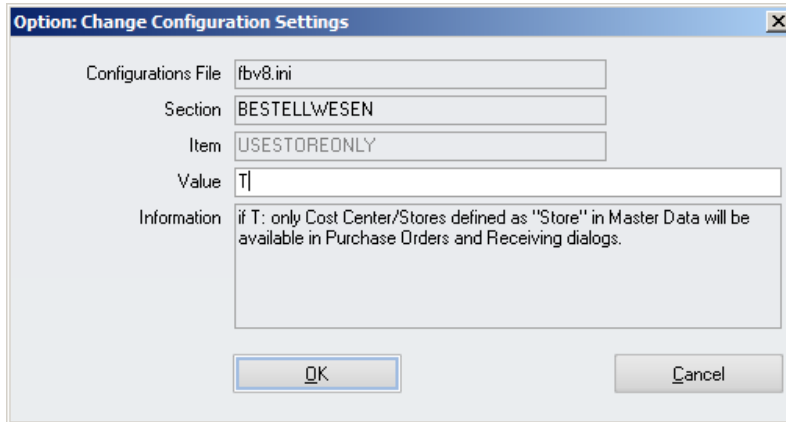 Option: Change Configuration Settings
Configurations File fbv8.ini
Section BESTELLWESEN
Item USESTOREONLY
Value T
Information if T: only Cost Center/Stores defined as "Store" in Master Data will be
available in Purchase Orders and Receiving dialogs.
OK Cancel